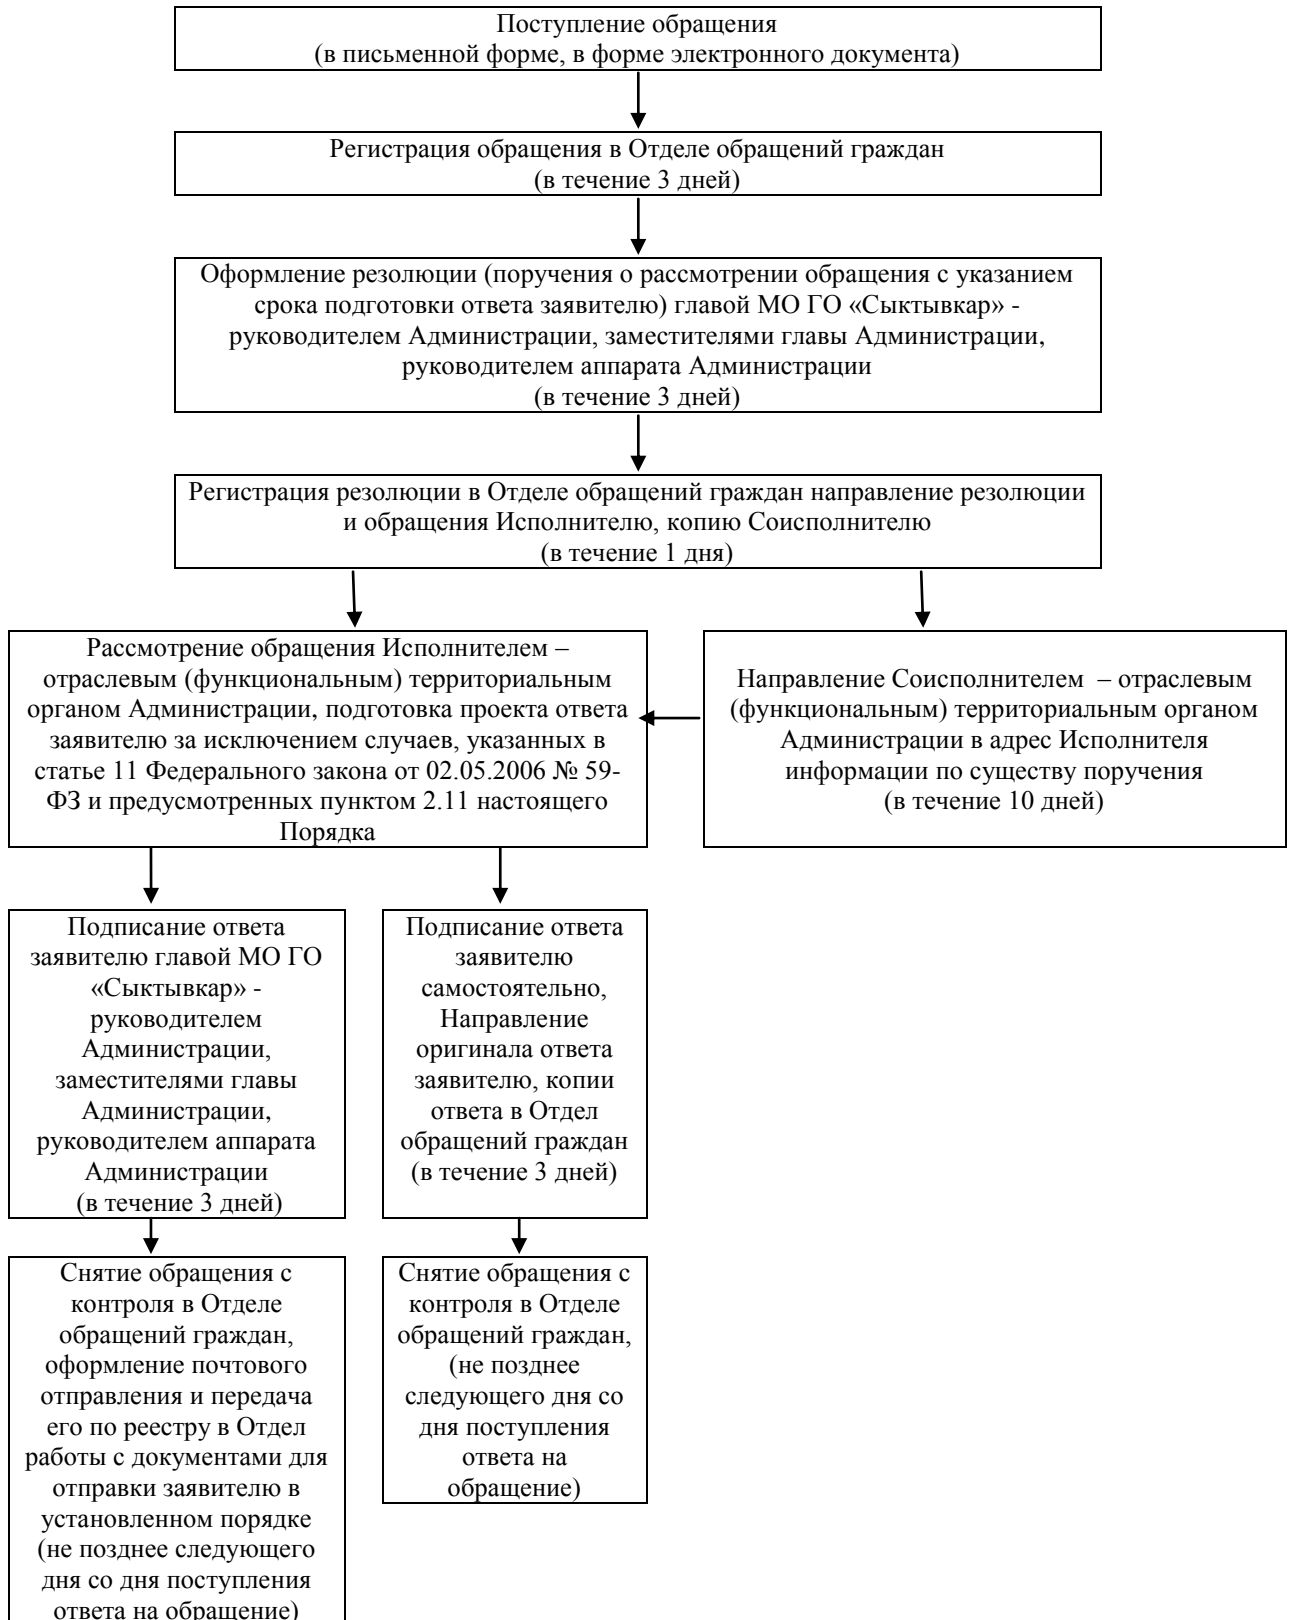 Поступление обращения
(в письменной форме, в форме электронного документа)
Регистрация обращения в Отделе обращений граждан
(в течение 3 дней)
Оформление резолюции (поручения о рассмотрении обращения с указанием
срока подготовки ответа заявителю) главой МО ГО «Сыктывкар» -
руководителем Администрации, заместителями главы Администрации,
руководителем аппарата Администрации
(в течение 3 дней)
Регистрация резолюции в Отделе обращений граждан направление резолюции
и обращения Исполнителю, копию Соисполнителю
(в течение 1 дня)
Рассмотрение обращения Исполнителем –
отраслевым (функциональным) территориальным
органом Администрации, подготовка проекта ответа
заявителю за исключением случаев, указанных в
статье 11 Федерального закона от 02.05.2006 № 59-
ФЗ и предусмотренных пунктом 2.11 настоящего
Порядка
Направление Соисполнителем – отраслевым
(функциональным) территориальным органом
Администрации в адрес Исполнителя
информации по существу поручения
(в течение 10 дней)
Подписание ответа
заявителю главой МО ГО
«Сыктывкар» -
руководителем
Администрации,
заместителями главы
Администрации,
руководителем аппарата
Администрации
(в течение 3 дней)
Подписание ответа
заявителю
самостоятельно,
Направление
оригинала ответа
заявителю, копии
ответа в Отдел
обращений граждан
(в течение 3 дней)
Снятие обращения с
контроля в Отделе
обращений граждан,
оформление почтового
отправления и передача
его по реестру в Отдел
работы с документами для
отправки заявителю в
установленном порядке
(не позднее следующего
дня со дня поступления
ответа на обращение)
Снятие обращения с
контроля в Отделе
обращений граждан,
(не позднее
следующего дня со
дня поступления
ответа на
обращение)